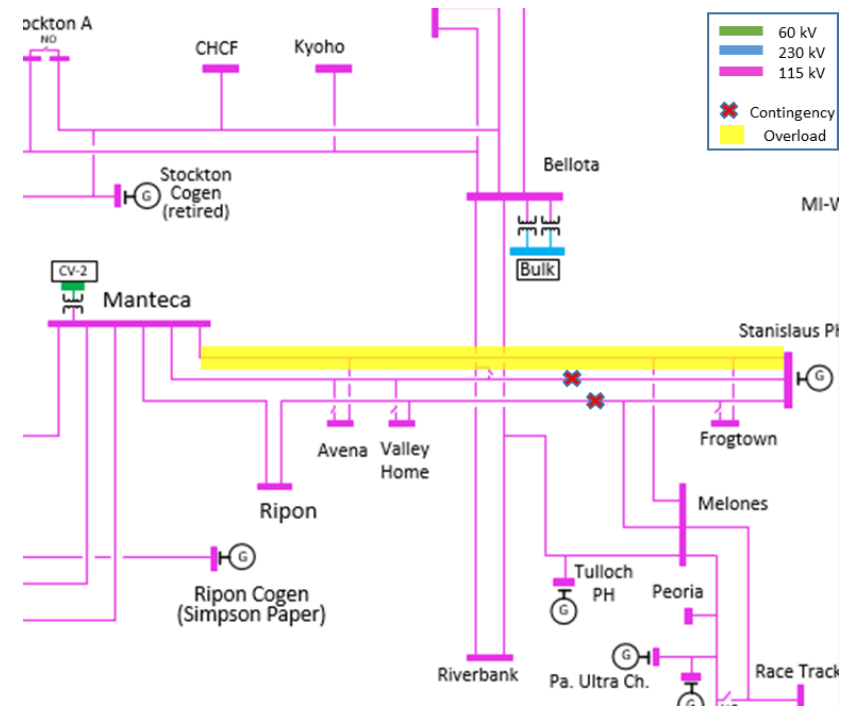 ockton A
NO
CHCF
Kyoho
60 kV
230 kV
115 kV
Contingency
Overload
Bellota
Stockton
Cogen
(retired)
G
MI-W
Bulk
CV-2
Manteca
Stanislaus PH
G
Avena
Valley
Home
Frogtown
Ripon
Melones
G
Ripon Cogen
(Simpson Paper)
Tulloch
PH
G
Peoria
Riverbank
G
Pa. Ultra Ch.
Race Track
G